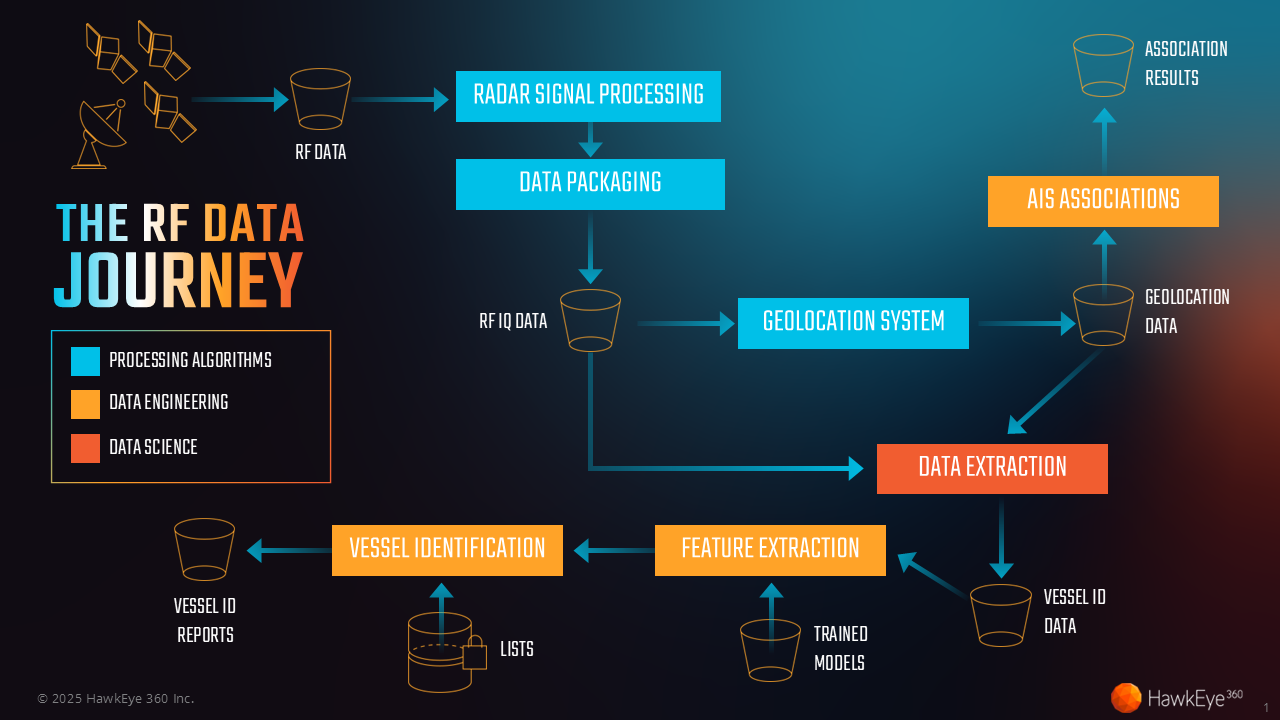 RF DATA
RADAR SIGNAL PROCESSING
DATA PACKAGING
ASSOCIATION
RESULTS
AIS ASSOCIATIONS
THE RF DATA
JOURNEY
PROCESSING ALGORITHMS
DATA ENGINEERING
DATA SCIENCE
RF IQ DATA
GEOLOCATION SYSTEM
GEOLOCATION
DATA
DATA EXTRACTION
VESSEL ID
REPORTS
VESSEL IDENTIFICATION
FEATURE EXTRACTION
VESSEL ID
DATA
LISTS
TRAINED
MODELS
© 2025 HawkEye 360 Inc.
HawkEye360
1